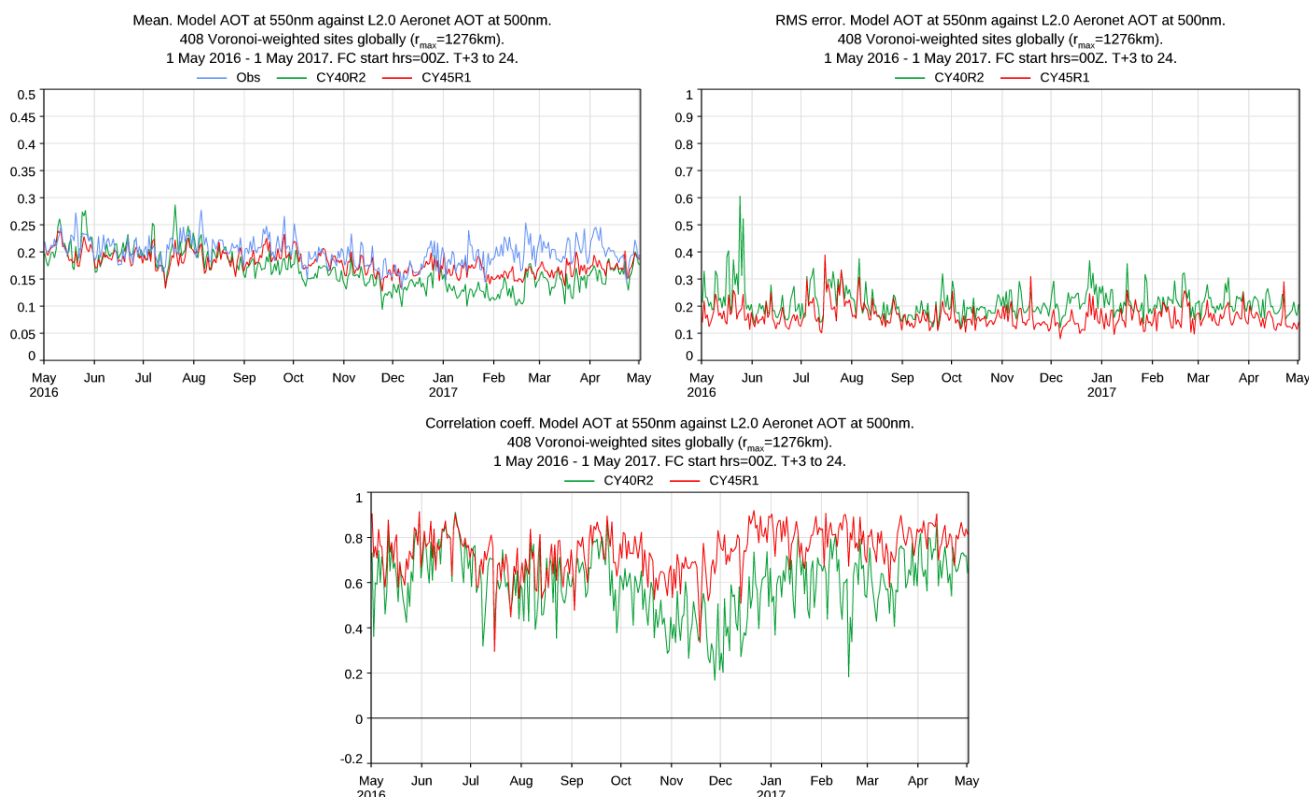 Mean. Model AOT at 550nm against L2.0 Aeronet AOT at 500nm.
408 Voronoi-weighted sites globally (rmax=1276km).
1 May 2016 - 1 May 2017. FC start hrs=00Z. T+3 to 24.
Obs CY40R2 CY45R1
0.5
0.45
0.4
0.35
0.3
0.25
0.2
0.15
0.1
0.05
0
May Jun Jul Aug Sep Oct Nov Dec Jan Feb Mar Apr May
2016 2017
RMS error. Model AOT at 550nm against L2.0 Aeronet AOT at 500nm.
408 Voronoi-weighted sites globally (rmax=1276km).
1 May 2016 - 1 May 2017. FC start hrs=00Z. T+3 to 24.
CY40R2 CY45R1
1
0.9
0.8
0.7
0.6
0.5
0.4
0.3
0.2
0.1
0
May Jun Jul Aug Sep Oct Nov Dec Jan Feb Mar Apr May
2016 2017
Correlation coeff. Model AOT at 550nm against L2.0 Aeronet AOT at 500nm.
408 Voronoi-weighted sites globally (rmax=1276km).
1 May 2016 - 1 May 2017. FC start hrs=00Z. T+3 to 24.
CY40R2 CY45R1
1
0.8
0.6
0.4
0.2
0
-0.2
May Jun Jul Aug Sep Oct Nov Dec Jan Feb Mar Apr May
2016 2017